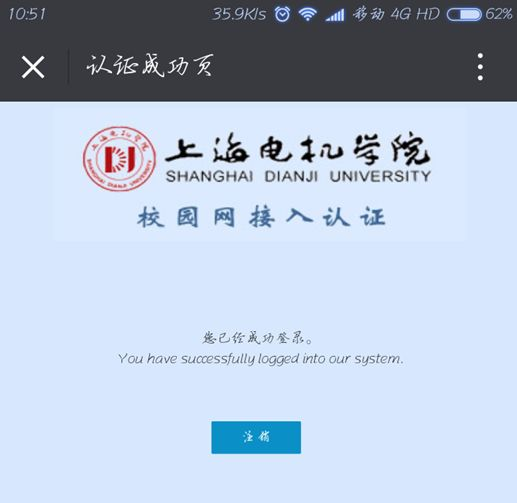 10:51 35.9K/s 移动 4G HD 62%
认证成功页
上海电机学院
SHANGHAI DIANJI UNIVERSITY
校园网接入认证
您已经成功登录。
You have successfully logged into our system.
注销